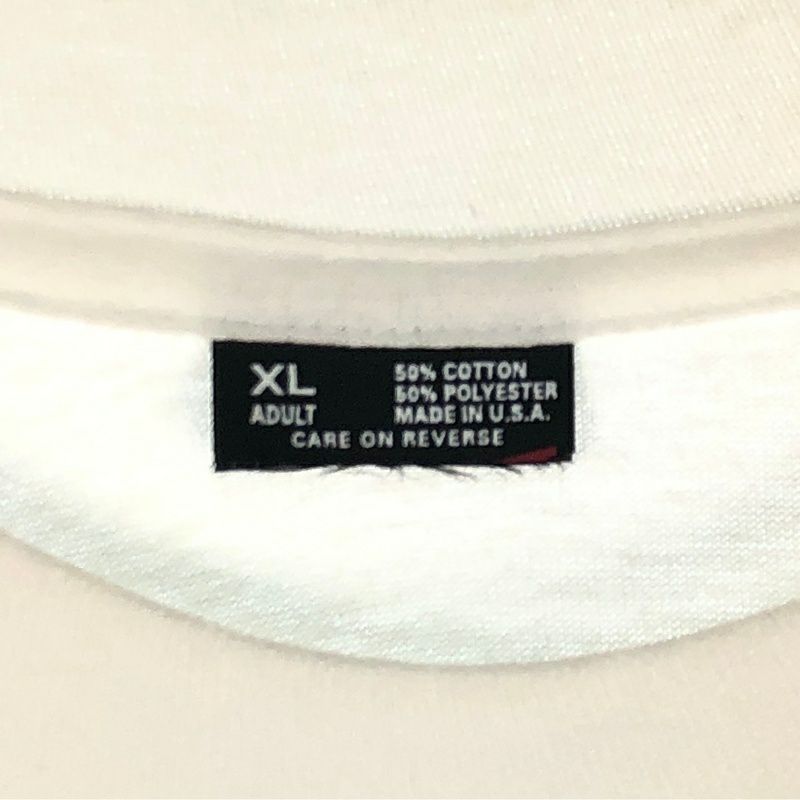 XL
ADULT
50% COTTON
50% POLYESTER
MADE IN U.S.A.
CARE ON REVERSE